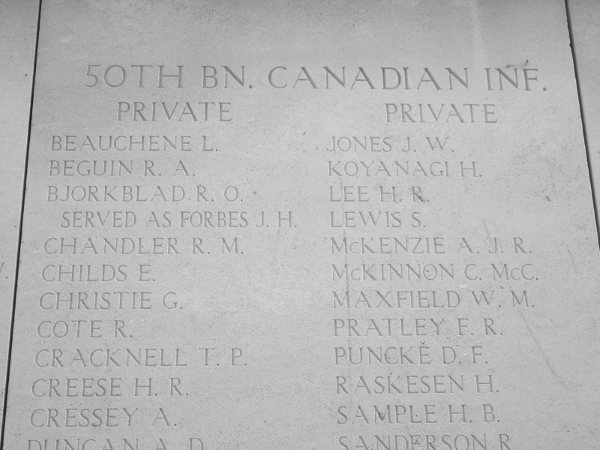 50TH BN. CANADIAN INF.
PRIVATE
BEAUCHENE L.
BEGUIN R. A.
BJORKBLAD R. O.
SERVED AS FORBES J. H.
CHANDLER R. M.
CHILDS E.
CHRISTIE G.
COTE R.
CRACKNELL T. P.
CREESE H. R.
CRESSEY A.
DUNCAN A. D.
PRIVATE
JONES J. W.
KOYANAGI H.
LEE H. R.
LEWIS S.
McKENZIE A. J. R.
McKINNON C. McC.
MAXFIELD W. M.
PRATLEY F. R.
PUNCKĚ D. F.
RASKESEN H.
SAMPLE H. B.
SANDERSON R.